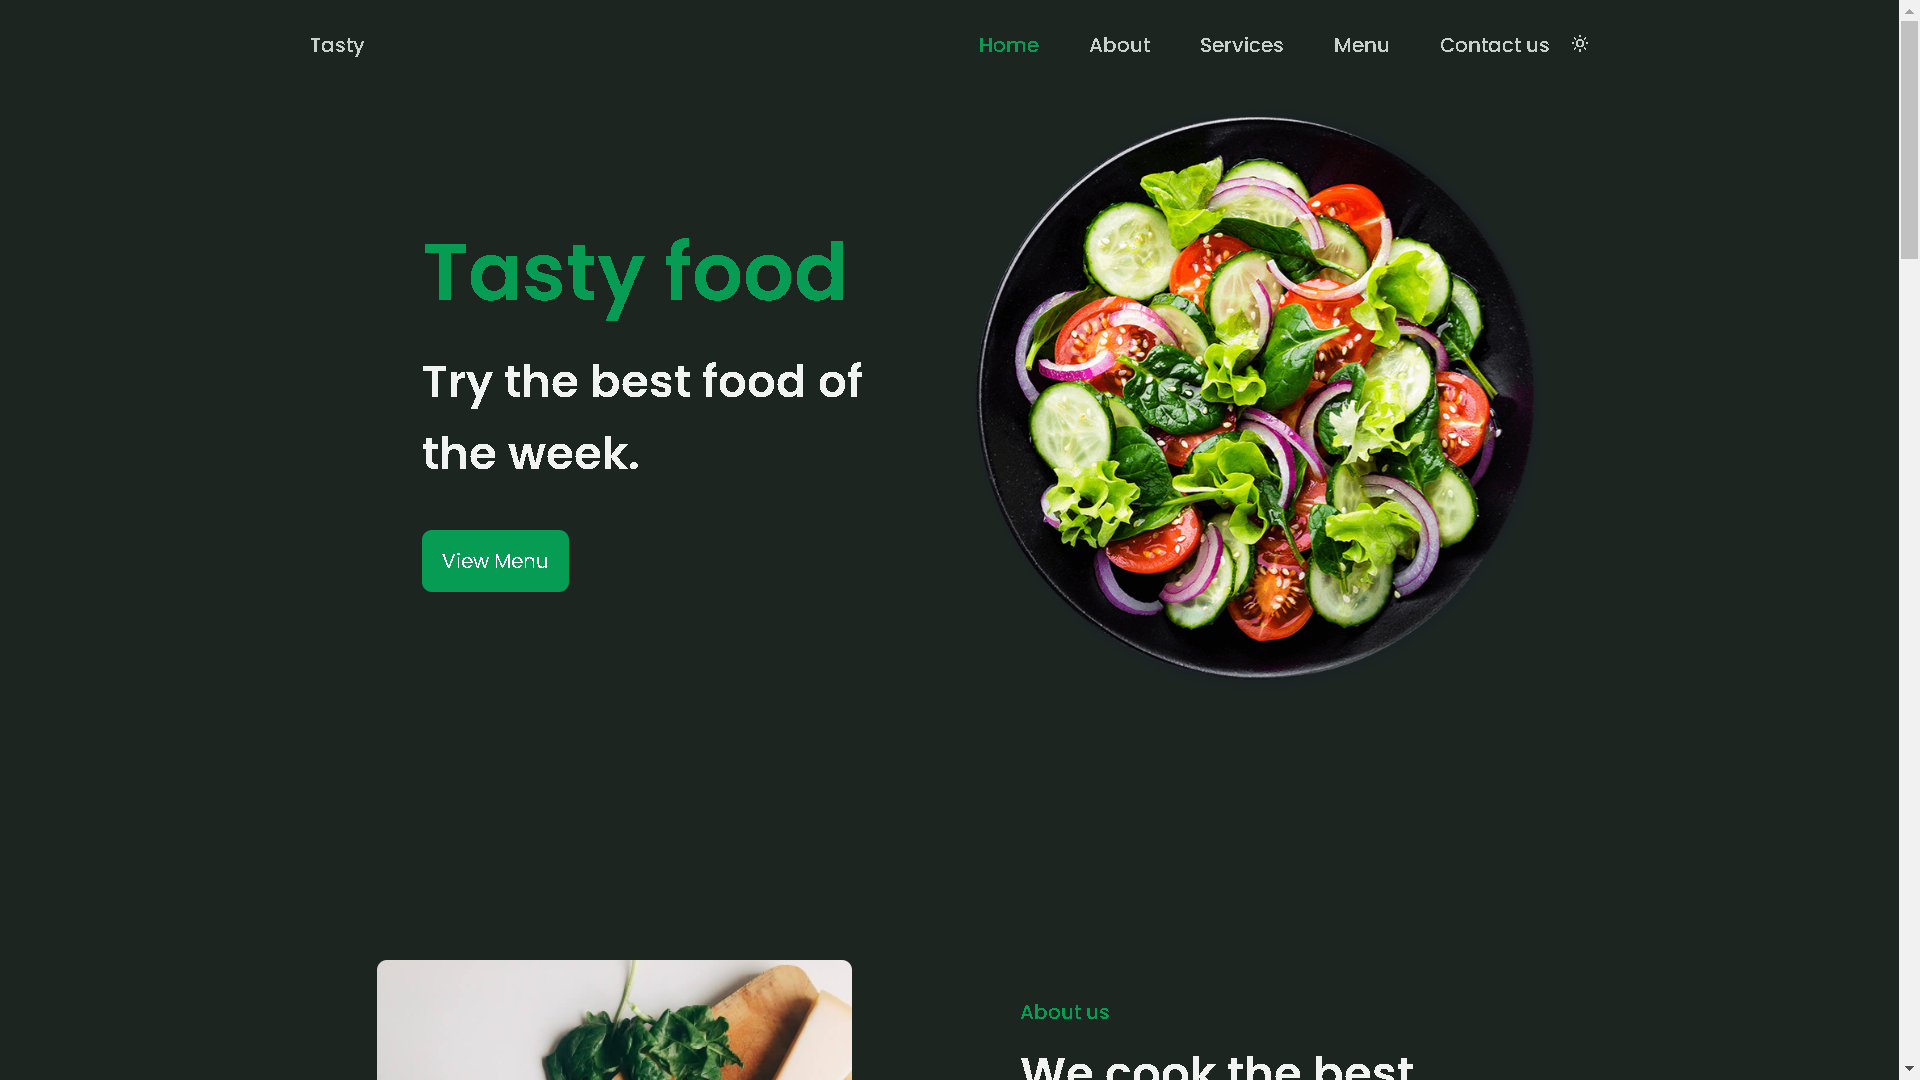 Tasty
Home
About
Services
Menu
Contact us
Tasty food
Try the best food of
the week.
View Menu
About us
We cook the best